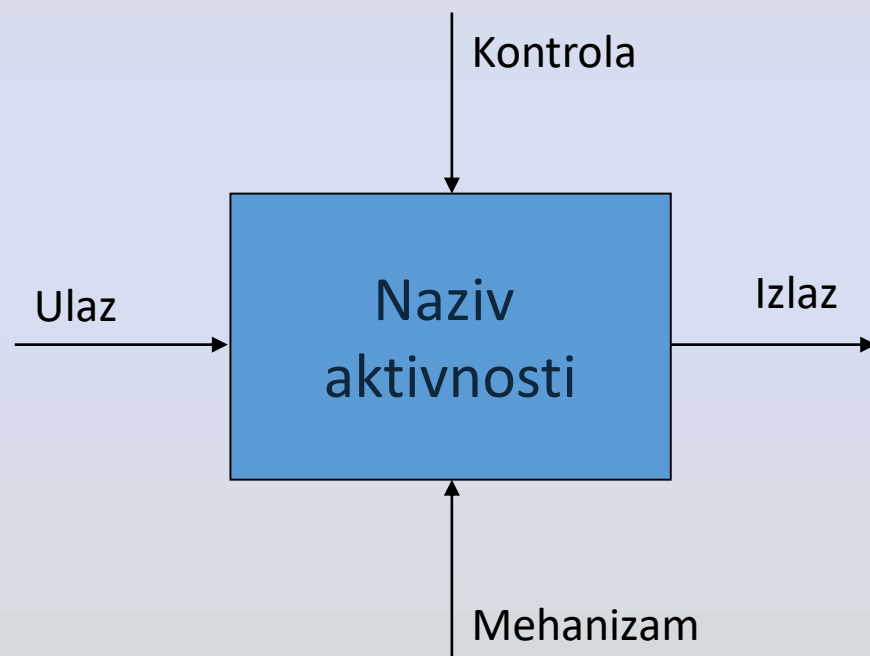 Kontrola
Ulaz
Naziv
aktivnosti
Izlaz
Mehanizam